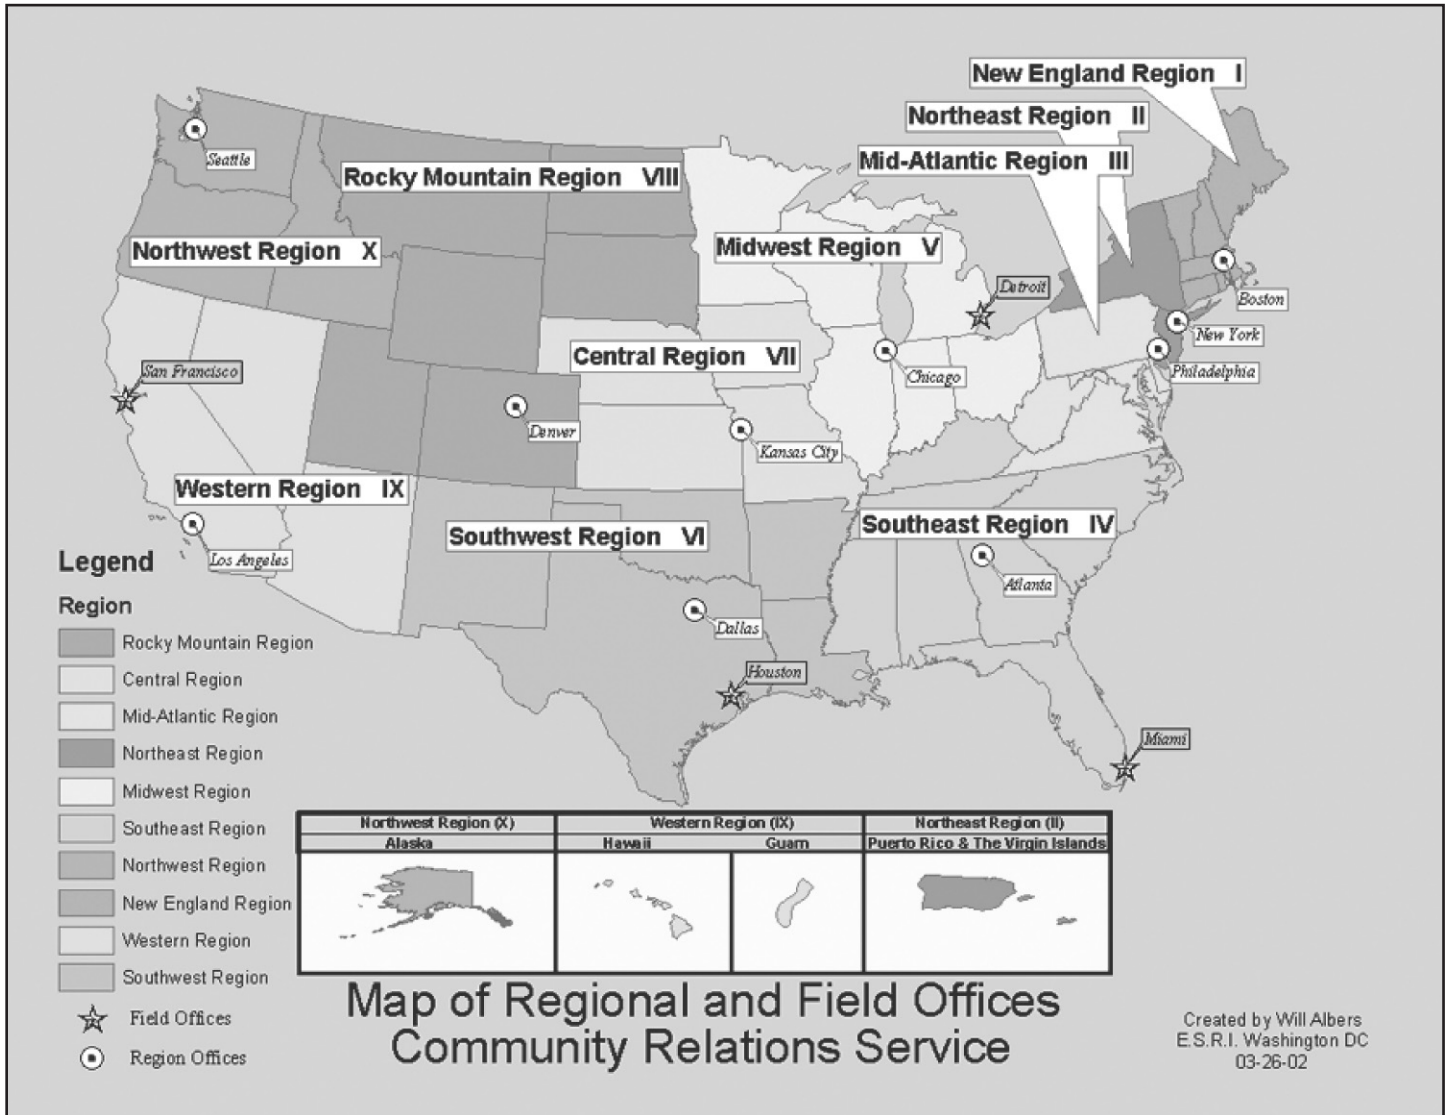 New England Region I
Northeast Region II
Mid-Atlantic Region III
Seattle
Rocky Mountain Region VIII
Northwest Region X
Midwest Region V
Detroit
Boston
New York
Central Region VII
San Francisco
Chicago
Philadelphia
Denver
Kansas City
Western Region IX
Southwest Region VI
Southeast Region IV
Los Angeles
Atlanta
Dallas
Houston
Miami
Legend
Region
Rocky Mountain Region
Central Region
Mid-Atlantic Region
Northeast Region
Midwest Region
Southeast Region
Northwest Region
New England Region
Western Region
Southwest Region
Field Offices
Region Offices
Northwest Region (X) Western Region (IX) Northeast Region (II)
Alaska Hawaii Guam Puerto Rico & The Virgin Islands
Map of Regional and Field Offices
Community Relations Service
Created by Will Albers
E.S.R.I. Washington DC
03-26-02